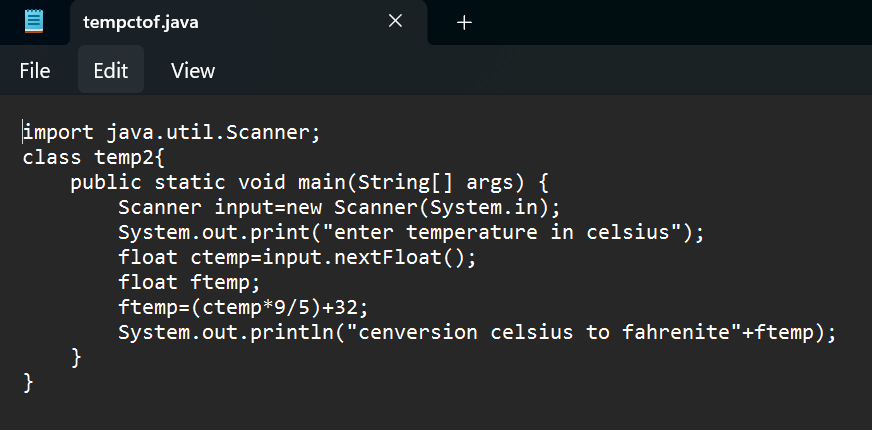 tempctof.java
File Edit View
import java.util.Scanner;
class temp2{
    public static void main(String[] args) {
        Scanner input=new Scanner(System.in);
        System.out.print("enter temperature in celsius");
        float ctemp=input.nextFloat();
        float ftemp;
        ftemp=(ctemp*9/5)+32;
        System.out.println("cenversion celsius to fahrenite"+ftemp);
    }
}